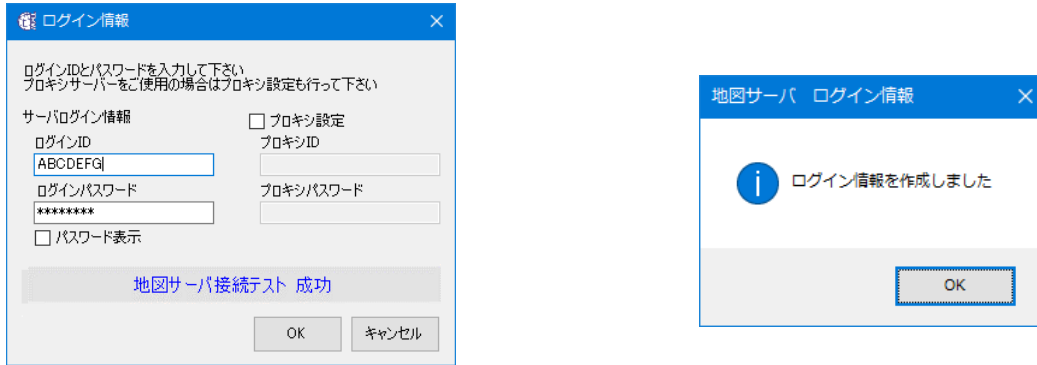 ログイン情報
ログインIDとパスワードを入力して下さい
プロキシサーバーをご使用の場合はプロキシ設定も行って下さい
サーバログイン情報
プロキシ設定
ログインID
プロキシID
ABCDEFG
ログインパスワード
プロキシパスワード
********
パスワード表示
地図サーバ接続テスト 成功
OK
キャンセル
地図サーバ ログイン情報
ログイン情報を作成しました
OK